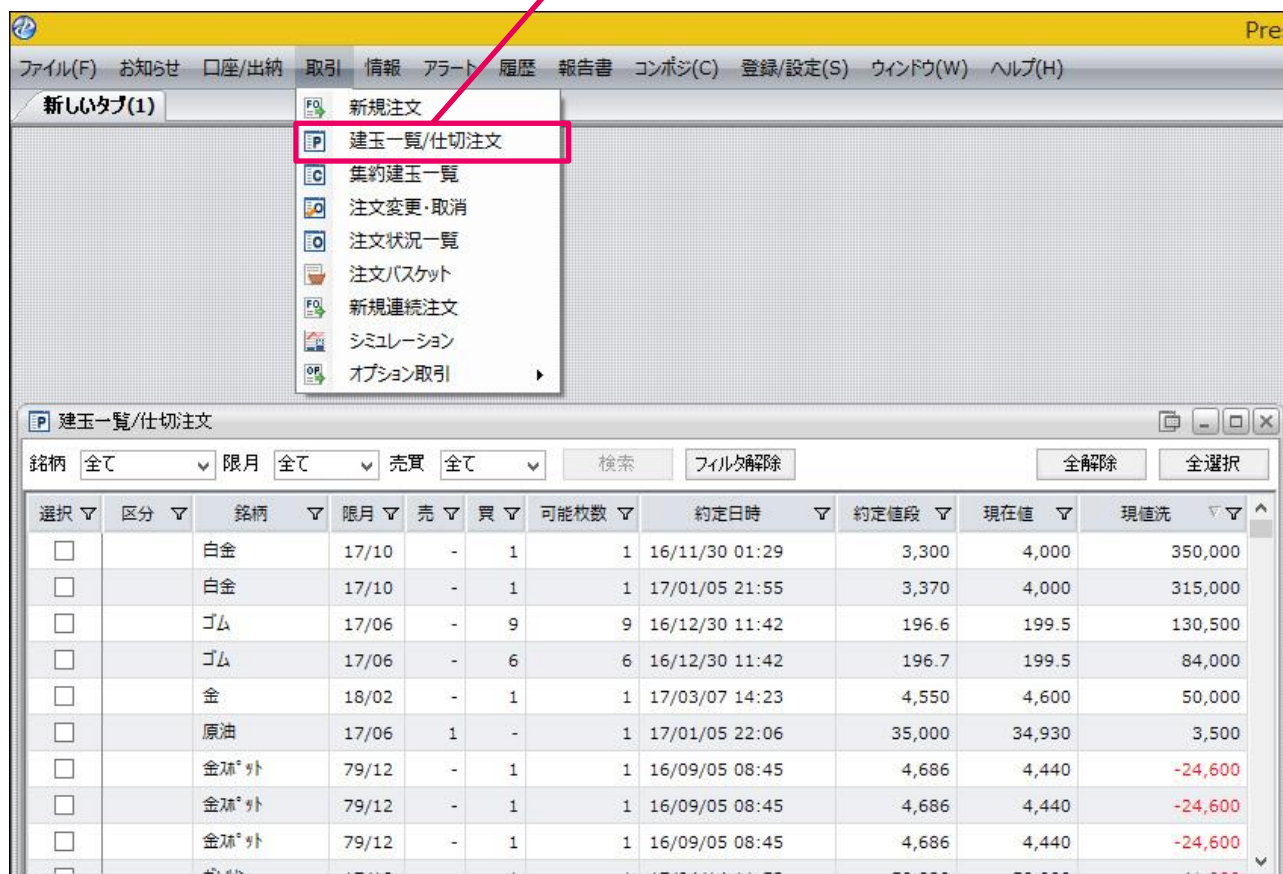 Pre
ファイル(F) お知らせ 口座/出納 取引 情報 アラート 履歴 報告書 コンポジ(C) 登録/設定(S) ウィンドウ(W) ヘルプ(H)
新しいタブ(1)
FO 新規注文
P 建玉一覧/仕切注文
C 集約建玉一覧
注文変更・取消
O 注文状況一覧
注文バスケット
FO 新規連続注文
シミュレーション
OP オプション取引
P 建玉一覧/仕切注文
銘柄 全て 限月 全て 売買 全て 検索 フィルタ解除 全解除 全選択
選択 区分 銘柄 限月 売 買 可能枚数 約定日時 約定値段 現在値 現値洗
白金 17/10 - 1 1 16/11/30 01:29 3,300 4,000 350,000
白金 17/10 - 1 1 17/01/05 21:55 3,370 4,000 315,000
ゴム 17/06 - 9 9 16/12/30 11:42 196.6 199.5 130,500
ゴム 17/06 - 6 6 16/12/30 11:42 196.7 199.5 84,000
金 18/02 - 1 1 17/03/07 14:23 4,550 4,600 50,000
原油 17/06 1 - 1 17/01/05 22:06 35,000 34,930 3,500
金ｽﾎﾟｯﾄ 79/12 - 1 1 16/09/05 08:45 4,686 4,440 -24,600
金ｽﾎﾟｯﾄ 79/12 - 1 1 16/09/05 08:45 4,686 4,440 -24,600
金ｽﾎﾟｯﾄ 79/12 - 1 1 16/09/05 08:45 4,686 4,440 -24,600